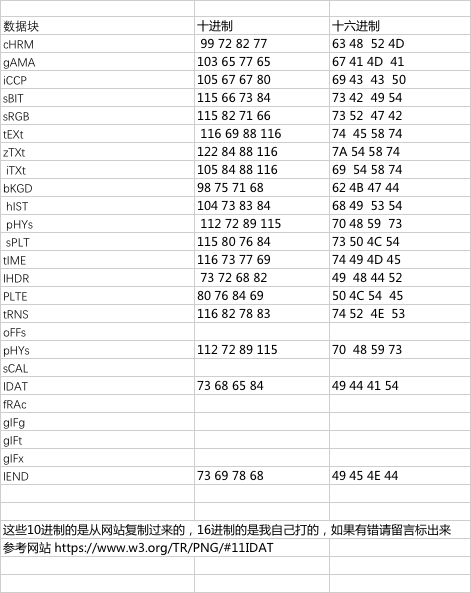 数据块 十进制 十六进制
cHRM 99 72 82 77 63 48 52 4D
gAMA 103 65 77 65 67 41 4D 41
iCCP 105 67 67 80 69 43 43 50
sBIT 115 66 73 84 73 42 49 54
sRGB 115 82 71 66 73 52 47 42
tEXt 116 69 88 116 74 45 58 74
zTXt 122 84 88 116 7A 54 58 74
iTXt 105 84 88 116 69 54 58 74
bKGD 98 75 71 68 62 4B 47 44
hIST 104 73 83 84 68 49 53 54
pHYs 112 72 89 115 70 48 59 73
sPLT 115 80 76 84 73 50 4C 54
tIME 116 73 77 69 74 49 4D 45
IHDR 73 72 68 82 49 48 44 52
PLTE 80 76 84 69 50 4C 54 45
tRNS 116 82 78 83 74 52 4E 53
oFFs
pHYs 112 72 89 115 70 48 59 73
sCAL
IDAT 73 68 65 84 49 44 41 54
fRAc
gIFg
gIFt
gIFx
IEND 73 69 78 68 49 45 4E 44
这些10进制的是从网站复制过来的，16进制的是我自己打的，如果有错请留言标出来
参考网站 https://www.w3.org/TR/PNG/#11IDAT